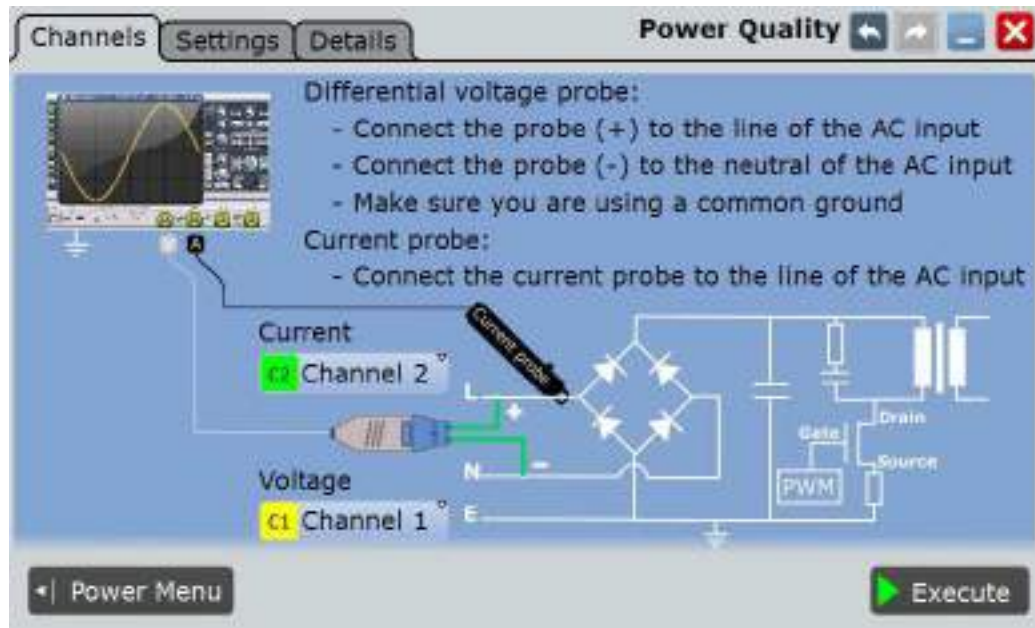 Channels Settings Details Power Quality
Differential voltage probe:
- Connect the probe (+) to the line of the AC input
- Connect the probe (-) to the neutral of the AC input
- Make sure you are using a common ground
Current probe:
- Connect the current probe to the line of the AC input
A
Current
C2 Channel 2
Current probe
L
+
Drain
Gate
Source
N
-
PWM
Voltage
C1 Channel 1
E
Power Menu
Execute